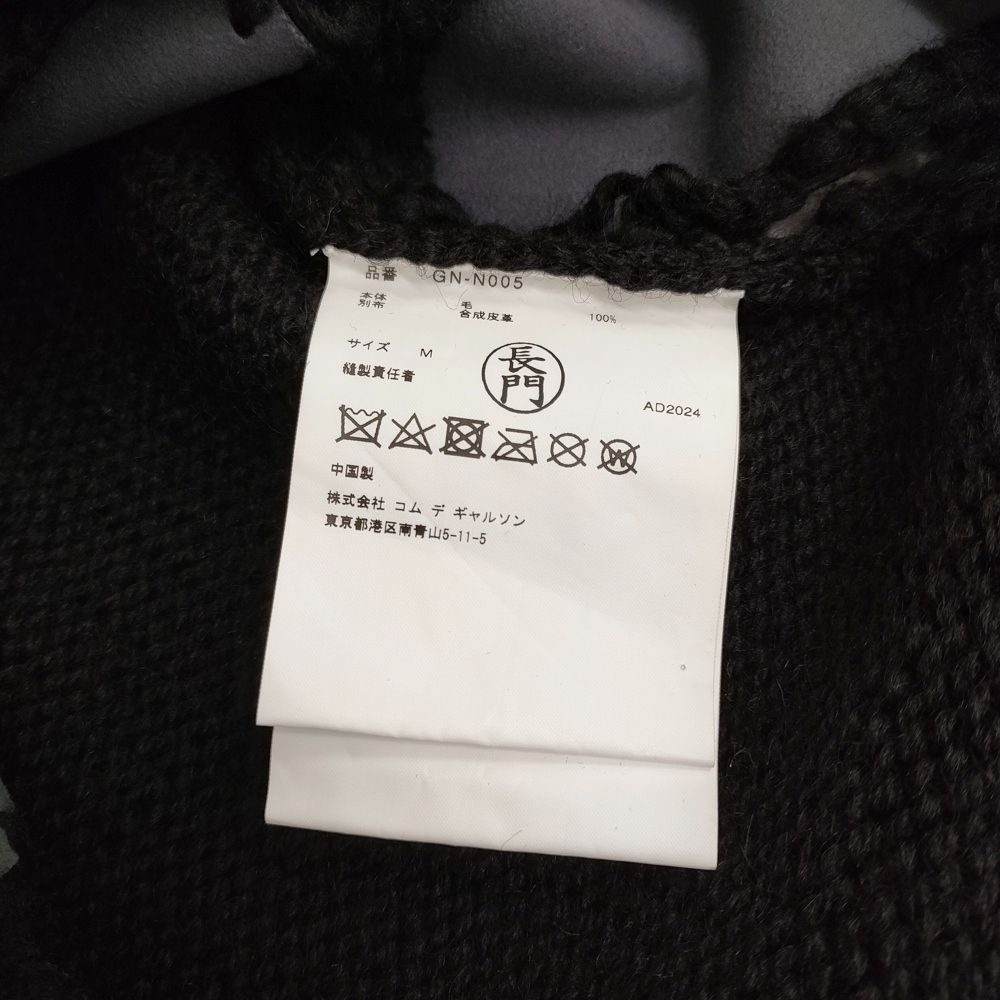 品番 GN-N005
本体 毛 100%
別布 合成皮革
サイズ M
縫製責任者 長門
AD2024
W
中国製
株式会社 コム デ ギャルソン
東京都港区南青山5-11-5